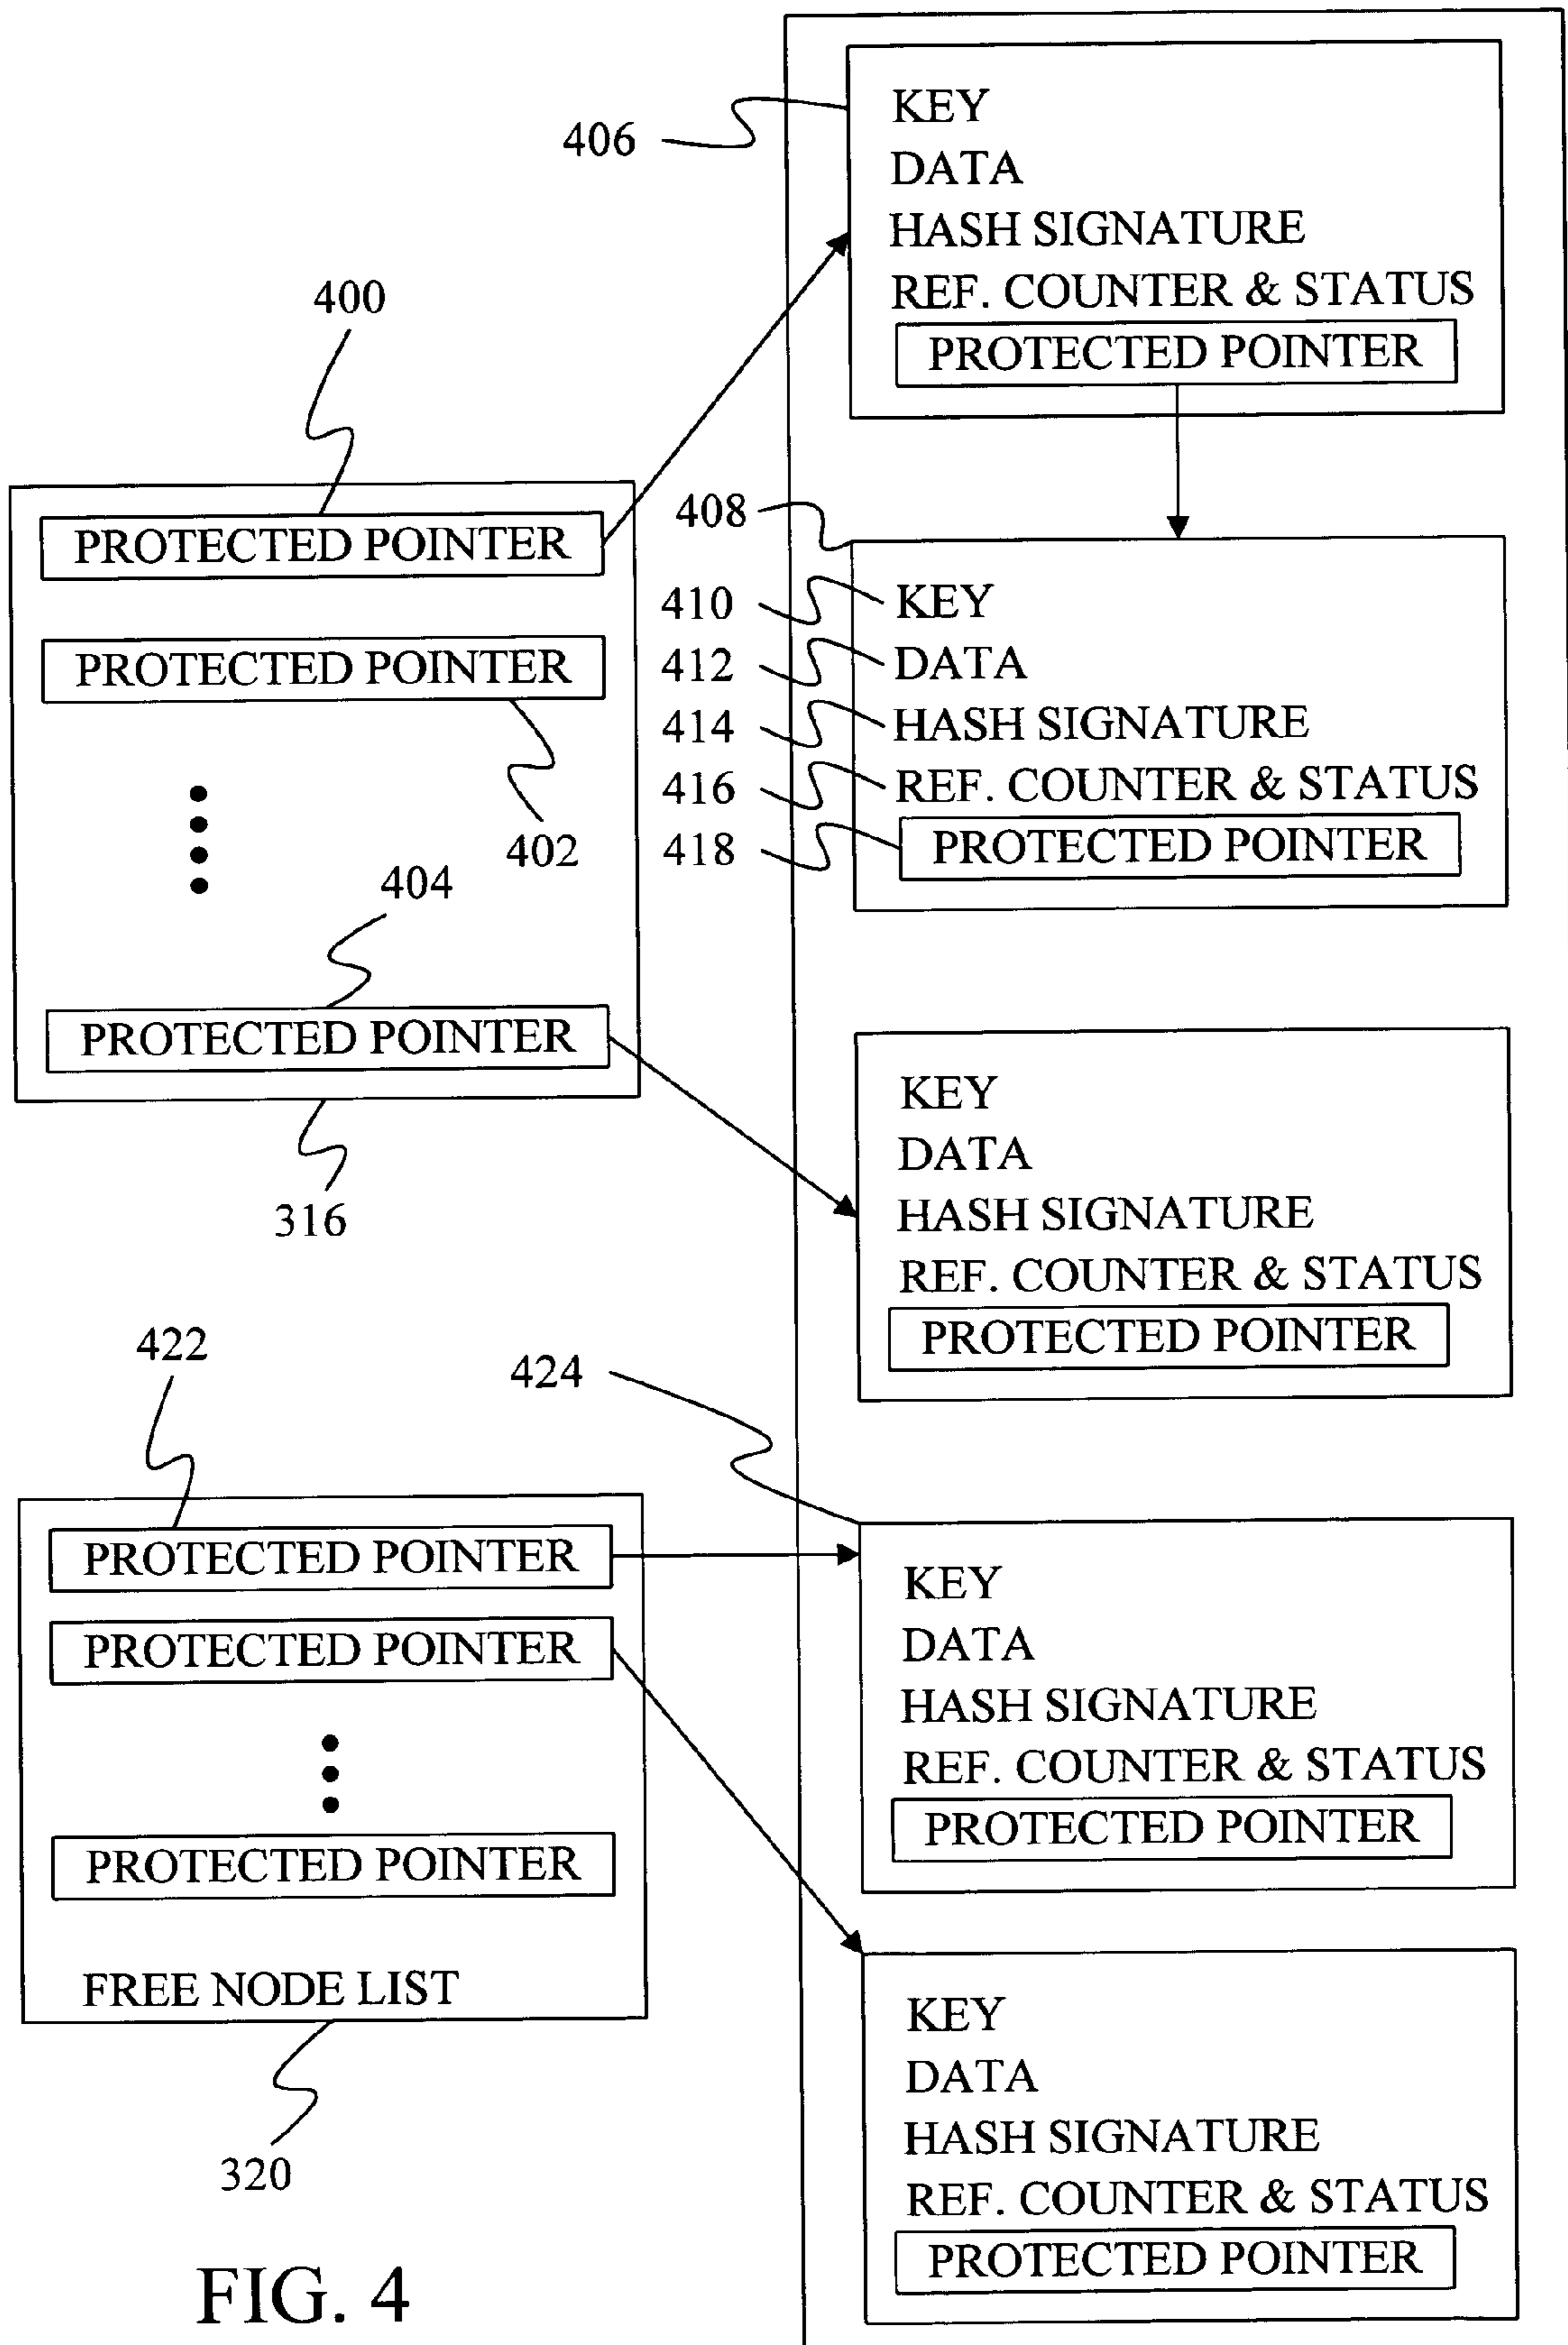 KEY
406
DATA
HASH SIGNATURE
REF. COUNTER & STATUS
PROTECTED POINTER
400
PROTECTED POINTER
PROTECTED POINTER
402
404
PROTECTED POINTER
316
408
410 KEY
412 DATA
414 HASH SIGNATURE
416 REF. COUNTER & STATUS
418 PROTECTED POINTER
KEY
DATA
HASH SIGNATURE
REF. COUNTER & STATUS
PROTECTED POINTER
422
424
PROTECTED POINTER
PROTECTED POINTER
PROTECTED POINTER
FREE NODE LIST
320
KEY
DATA
HASH SIGNATURE
REF. COUNTER & STATUS
PROTECTED POINTER
KEY
DATA
HASH SIGNATURE
REF. COUNTER & STATUS
PROTECTED POINTER
FIG. 4